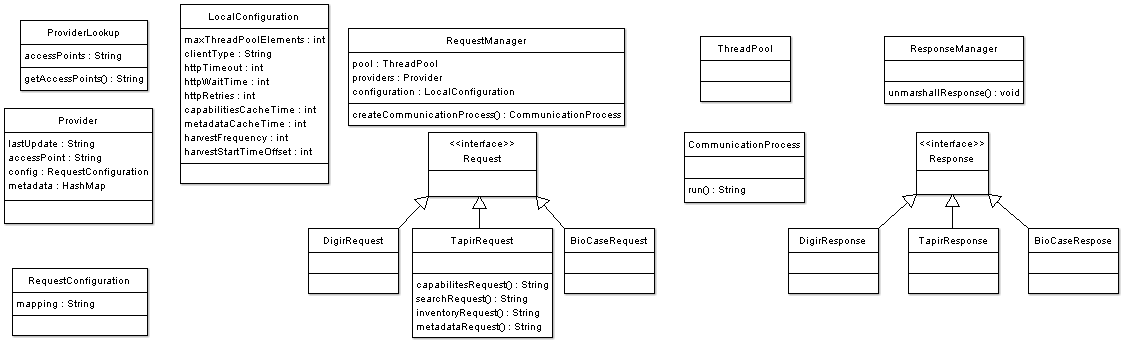 ProviderLookup
accessPoints : String
getAccessPoints() : String
Provider
lastUpdate : String
accessPoint : String
config : RequestConfiguration
metadata : HashMap
RequestConfiguration
mapping : String
LocalConfiguration
maxThreadPoolElements : int
clientType : String
httpTimeout : int
httpWaitTime : int
httpRetries : int
capabilitiesCacheTime : int
metadataCacheTime : int
harvestFrequency : int
harvestStartTimeOffset : int
RequestManager
pool : ThreadPool
providers : Provider
configuration : LocalConfiguration
createCommunicationProcess() : CommunicationProcess
<<interface>>
Request
DigirRequest
TapirRequest
capabilitesRequest() : String
searchRequest() : String
inventoryRequest() : String
metadataRequest() : String
BioCaseRequest
ThreadPool
CommunicationProcess
run() : String
ResponseManager
unmarshallResponse() : void
<<interface>>
Response
DigirResponse
TapirResponse
BioCaseRespose